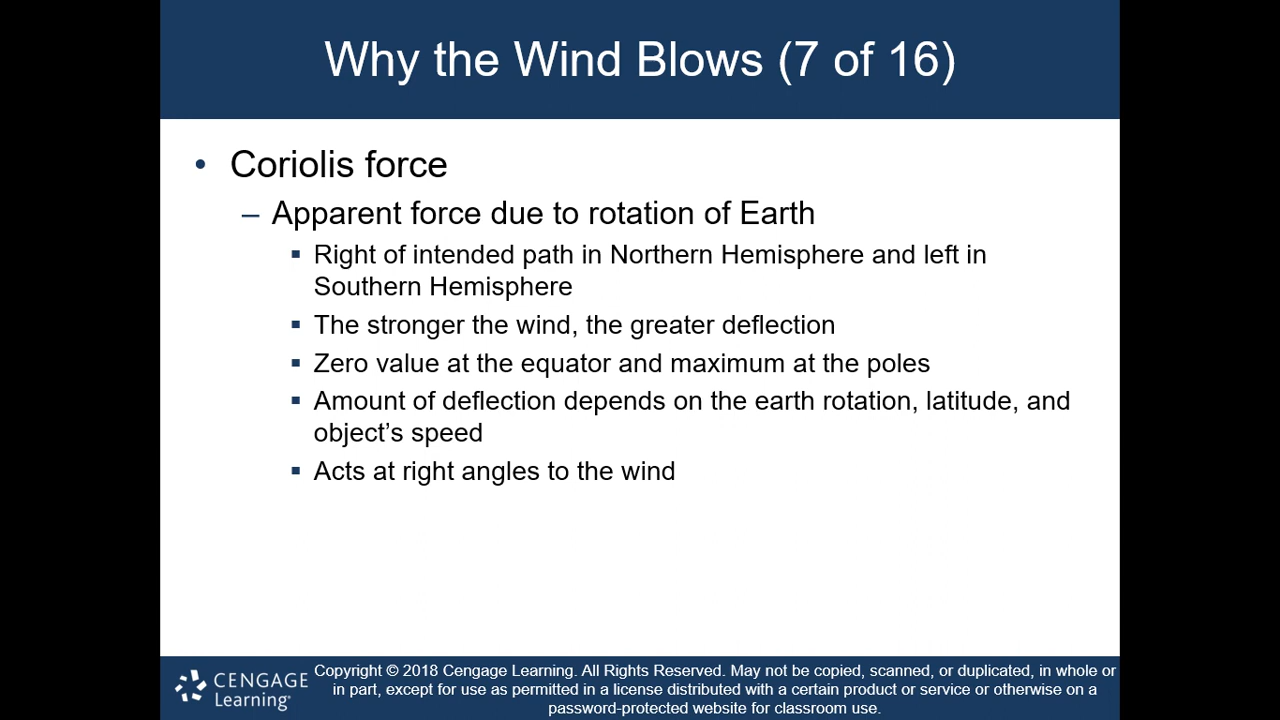 Why the Wind Blows (7 of 16)
• Coriolis force
– Apparent force due to rotation of Earth
▪ Right of intended path in Northern Hemisphere and left in
Southern Hemisphere
▪ The stronger the wind, the greater deflection
▪ Zero value at the equator and maximum at the poles
▪ Amount of deflection depends on the earth rotation, latitude, and
object’s speed
▪ Acts at right angles to the wind
CENGAGE
Learning®
Copyright © 2018 Cengage Learning. All Rights Reserved. May not be copied, scanned, or duplicated, in whole or
in part, except for use as permitted in a license distributed with a certain product or service or otherwise on a
password-protected website for classroom use.